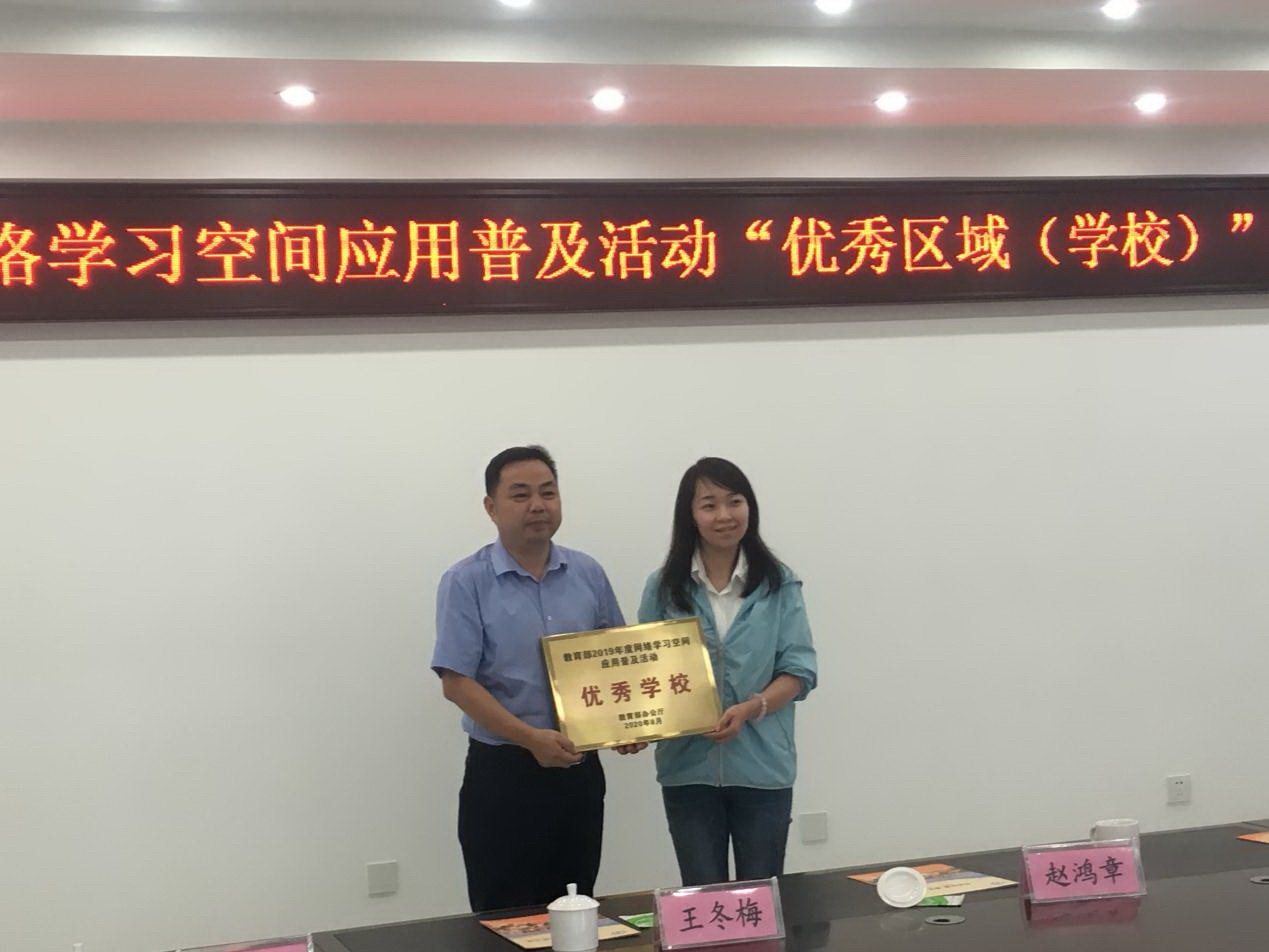 络学习空间应用普及活动“优秀区域（学校）”
教育部2019年度网络学习空间
应用普及活动
优秀学校
教育部办公厅
2020年8月
王冬梅
赵鸿章